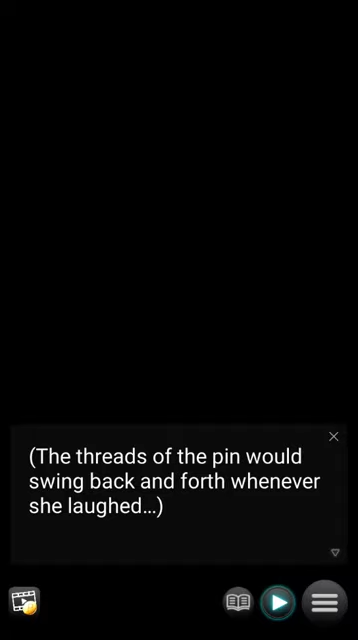 (The threads of the pin would
swing back and forth whenever
she laughed…)